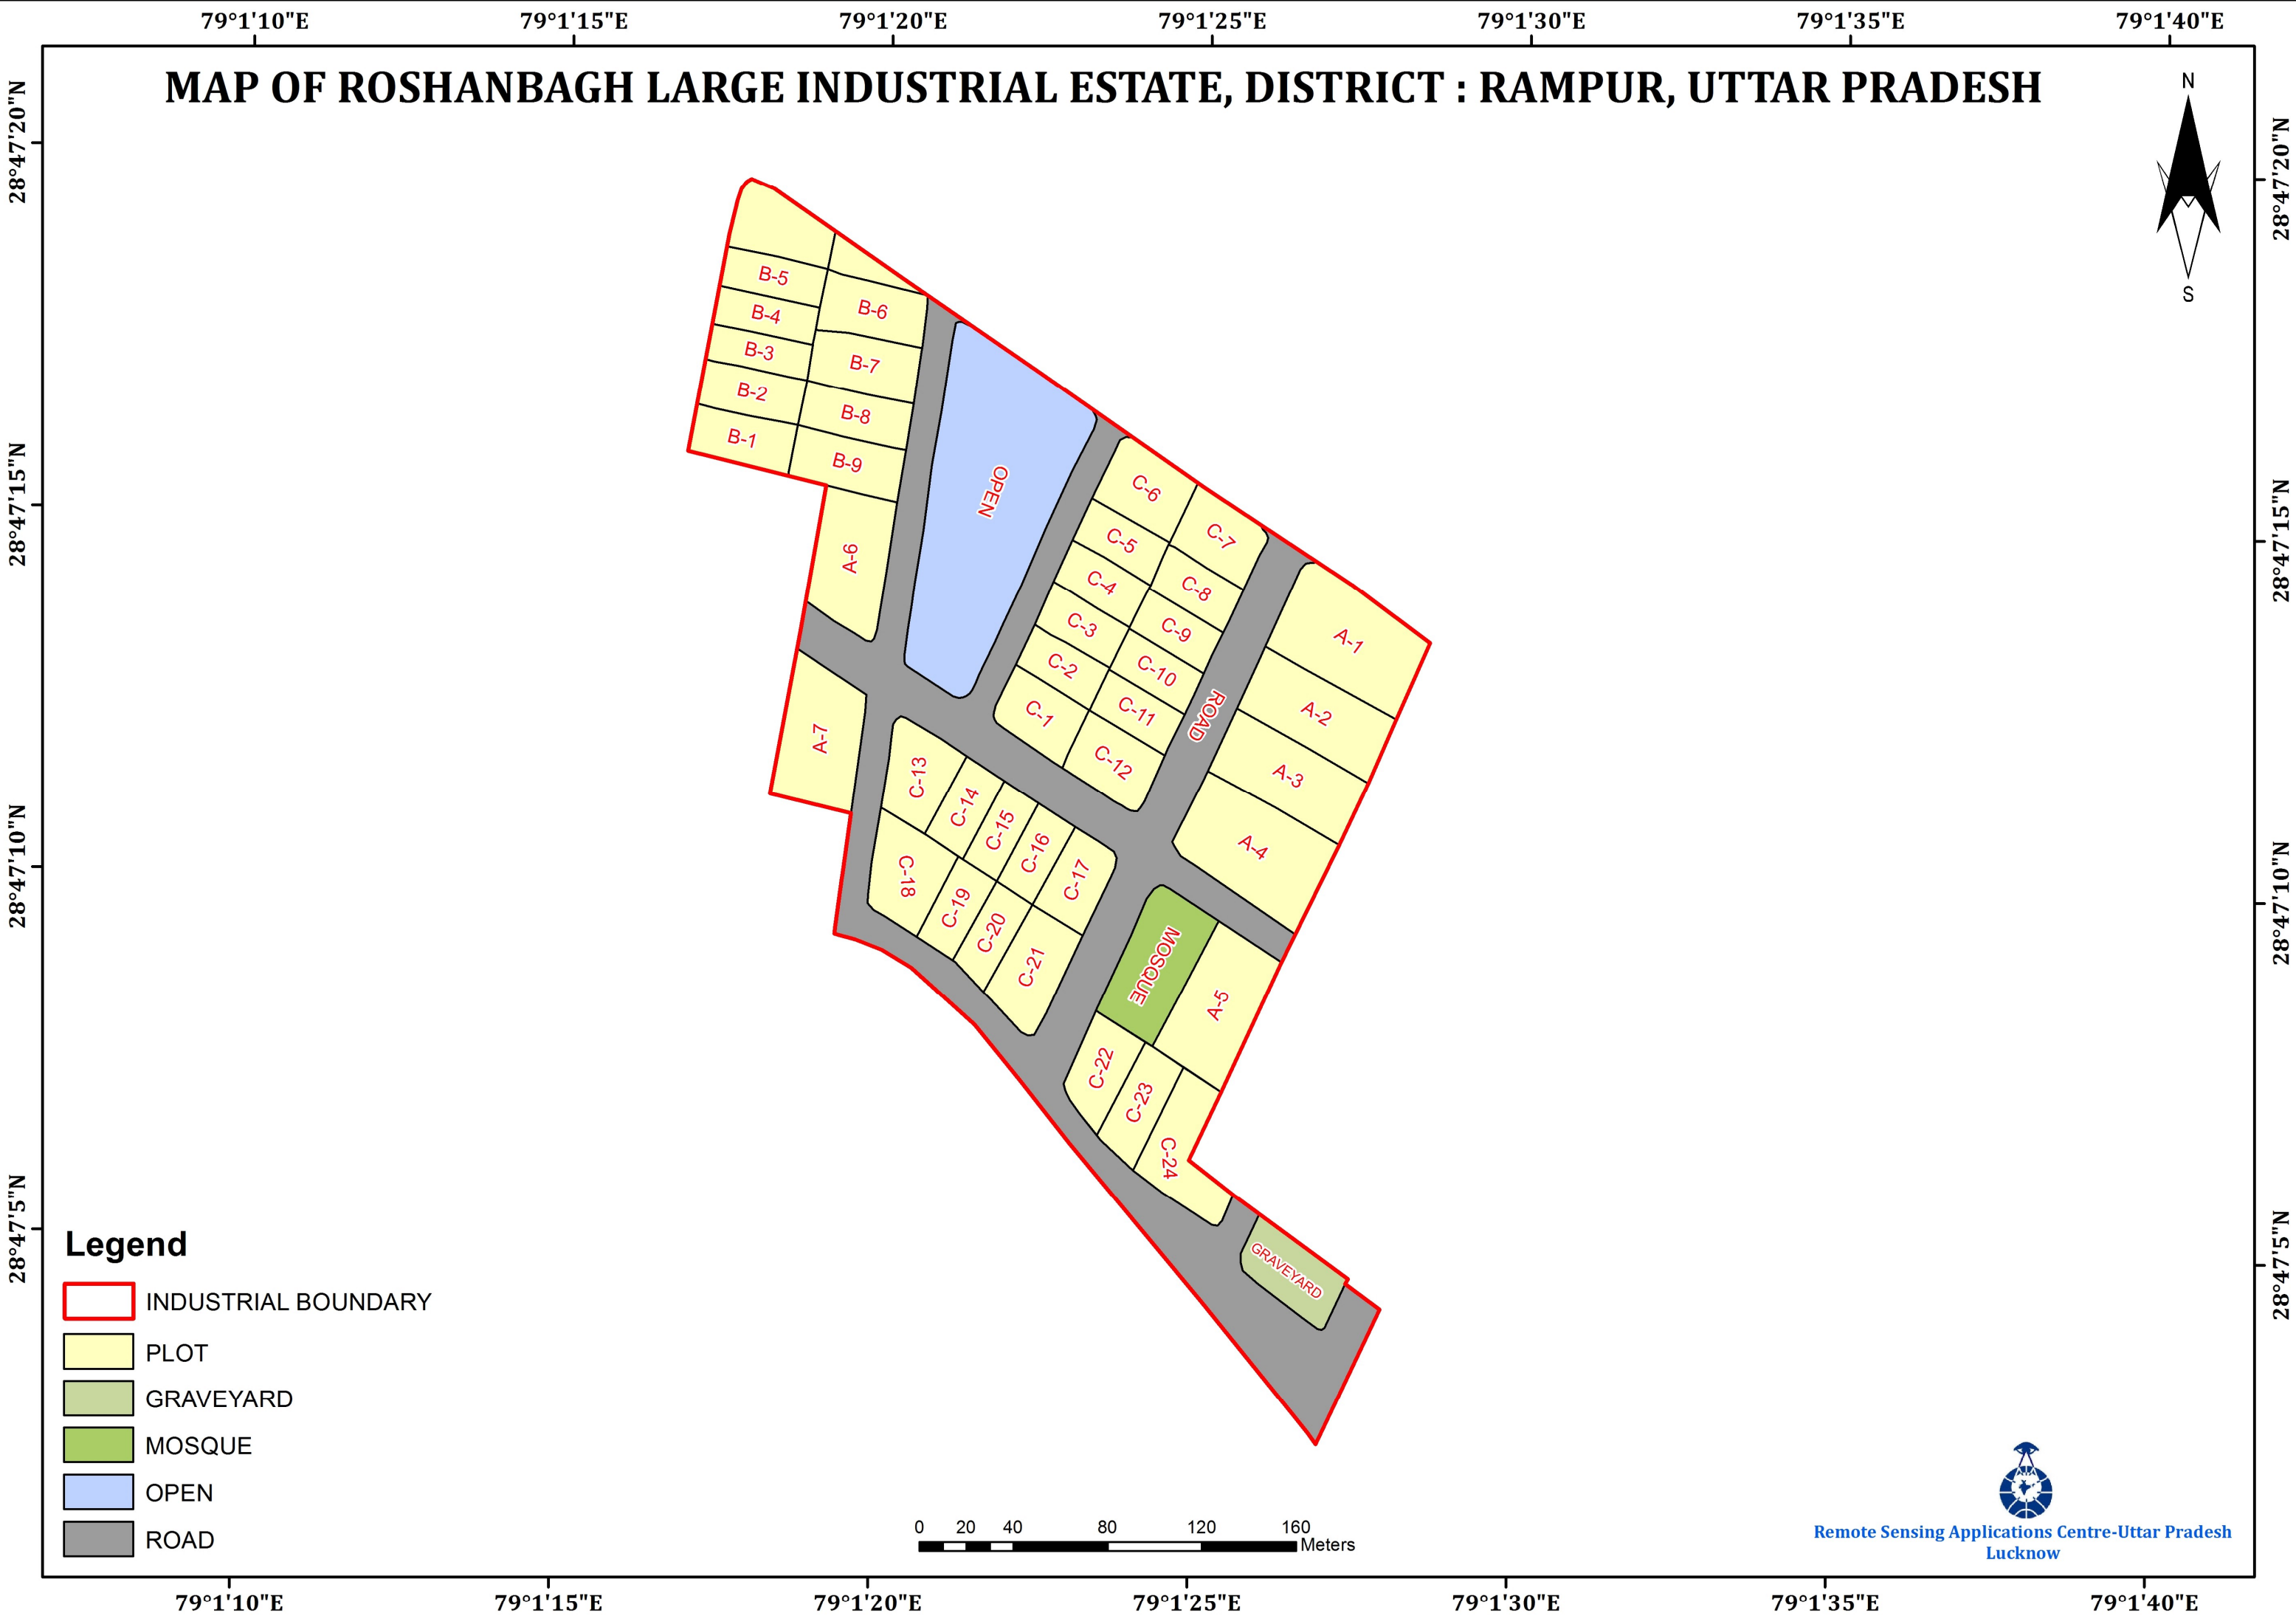 79°1'10"E 79°1'15"E 79°1'20"E 79°1'25"E 79°1'30"E 79°1'35"E 79°1'40"E
MAP OF ROSHANBAGH LARGE INDUSTRIAL ESTATE, DISTRICT : RAMPUR, UTTAR PRADESH
N
S
28°47'20"N
28°47'15"N
28°47'10"N
28°47'5"N
28°47'20"N
28°47'15"N
28°47'10"N
28°47'5"N
B-5
B-4
B-3
B-2
B-1
B-6
B-7
B-8
B-9
A-6
A-7
OPEN
C-6
C-5
C-4
C-3
C-2
C-1
C-7
C-8
C-9
C-10
C-11
C-12
ROAD
A-1
A-2
A-3
A-4
C-13
C-14
C-15
C-16
C-17
C-18
C-19
C-20
C-21
MOSQUE
A-5
C-22
C-23
C-24
GRAVEYARD
Legend
INDUSTRIAL BOUNDARY
PLOT
GRAVEYARD
MOSQUE
OPEN
ROAD
0 20 40 80 120 160
Meters
Remote Sensing Applications Centre-Uttar Pradesh
Lucknow
79°1'10"E 79°1'15"E 79°1'20"E 79°1'25"E 79°1'30"E 79°1'35"E 79°1'40"E